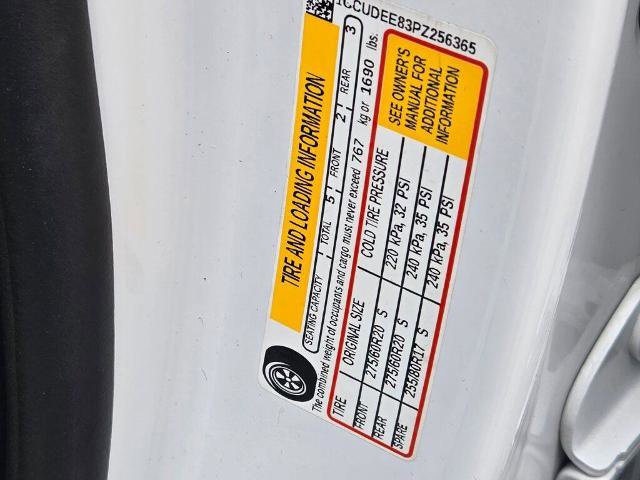 1GCUDEE83PZ256365
TIRE AND LOADING INFORMATION
SEATING CAPACITY TOTAL 5 FRONT 2 REAR 3
The combined weight of occupants and cargo must never exceed 767 kg or 1690 lbs.
TIRE ORIGINAL SIZE COLD TIRE PRESSURE
FRONT 275/60R20 S 220 kPa, 32 PSI
REAR 275/60R20 S 240 kPa, 35 PSI
SPARE 255/80R17 S 240 kPa, 35 PSI
SEE OWNER'S
MANUAL FOR
ADDITIONAL
INFORMATION